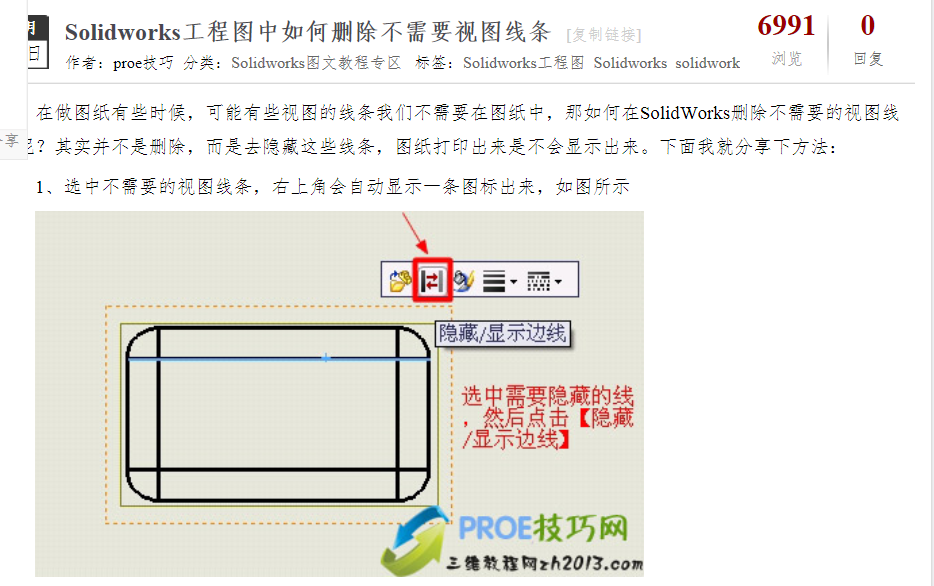 月
日
Solidworks工程图中如何删除不需要视图线条 [复制链接]
6991
浏览
0
回复
作者：proe技巧 分类：Solidworks图文教程专区 标签：Solidworks工程图 Solidworks solidwork
分享
在做图纸有些时候，可能有些视图的线条我们不需要在图纸中，那如何在SolidWorks删除不需要的视图线
呢？其实并不是删除，而是去隐藏这些线条，图纸打印出来是不会显示出来。下面我就分享下方法：
1、选中不需要的视图线条，右上角会自动显示一条图标出来，如图所示
隐藏/显示边线
选中需要隐藏的线
，然后点击【隐藏
/显示边线】
PROE技巧网
三维教程网zh2013.com